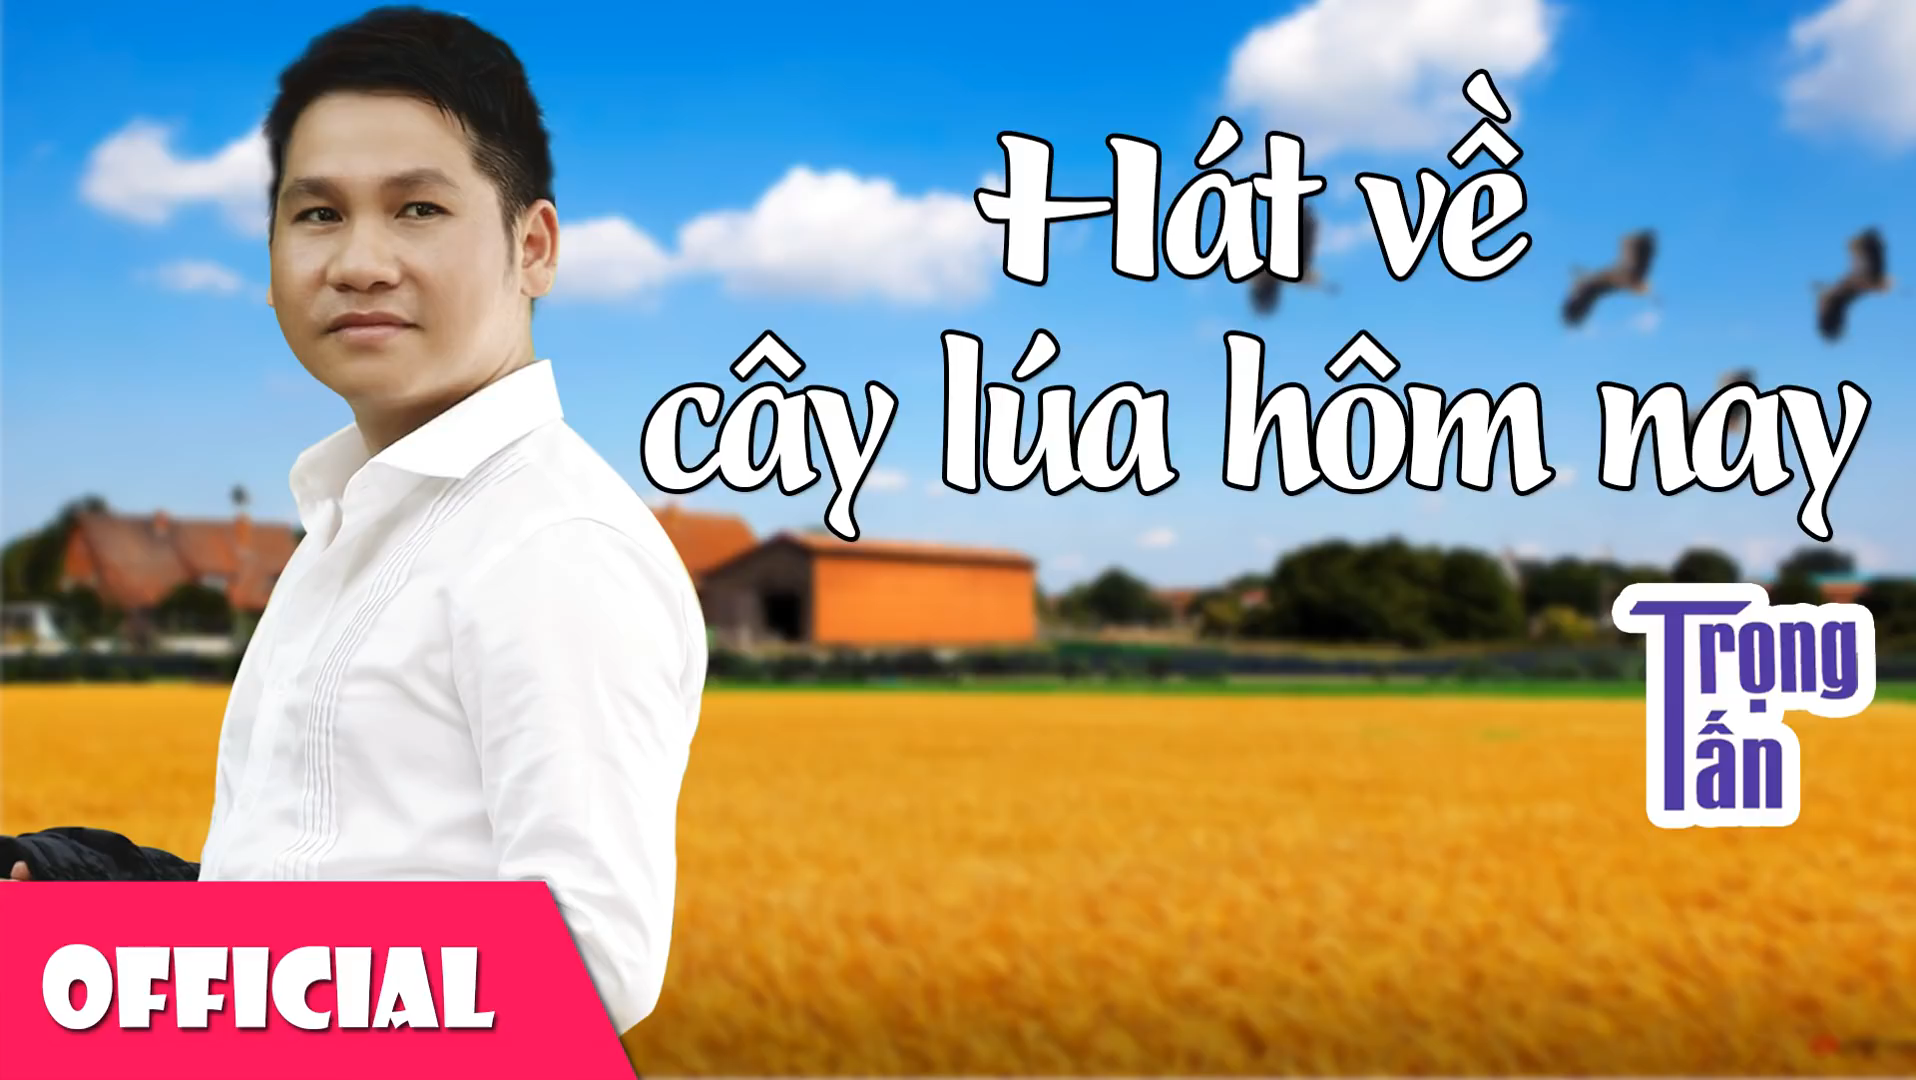 Hát về
cây lúa hôm nay
Trọng
Tấn
OFFICIAL